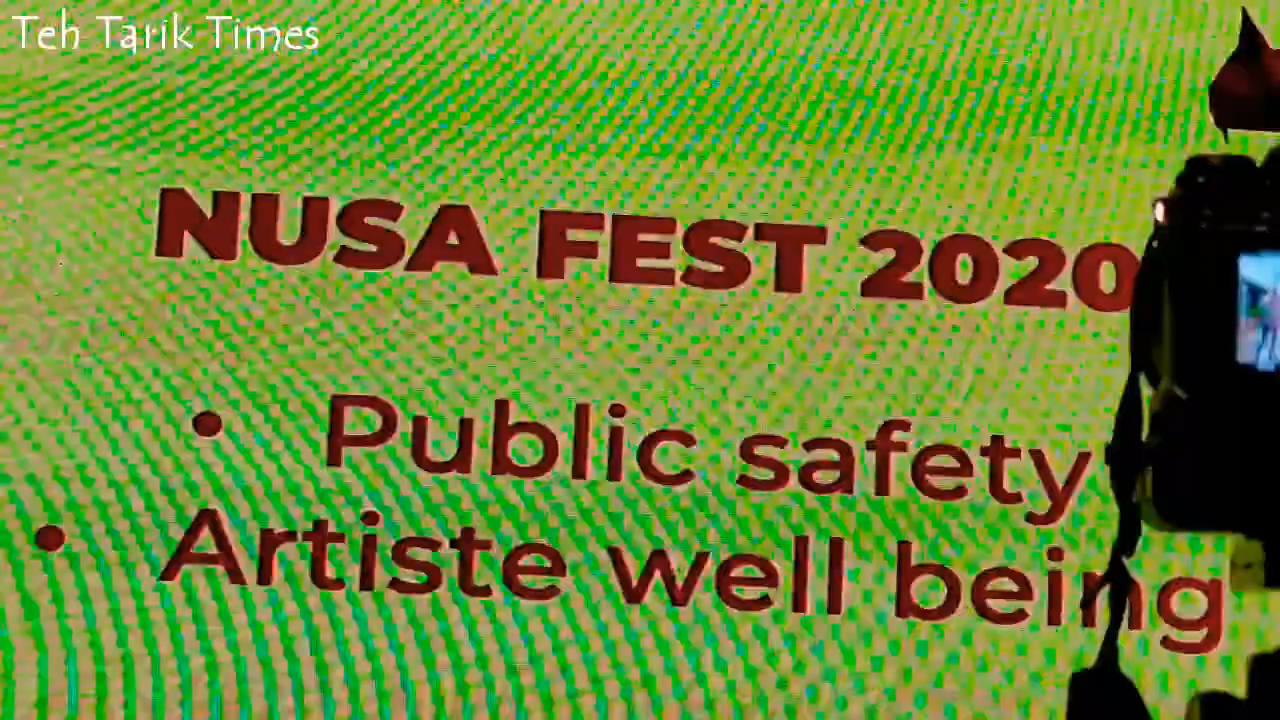 Teh Tarik Times
NUSA FEST 2020
• Public safety
• Artiste well being